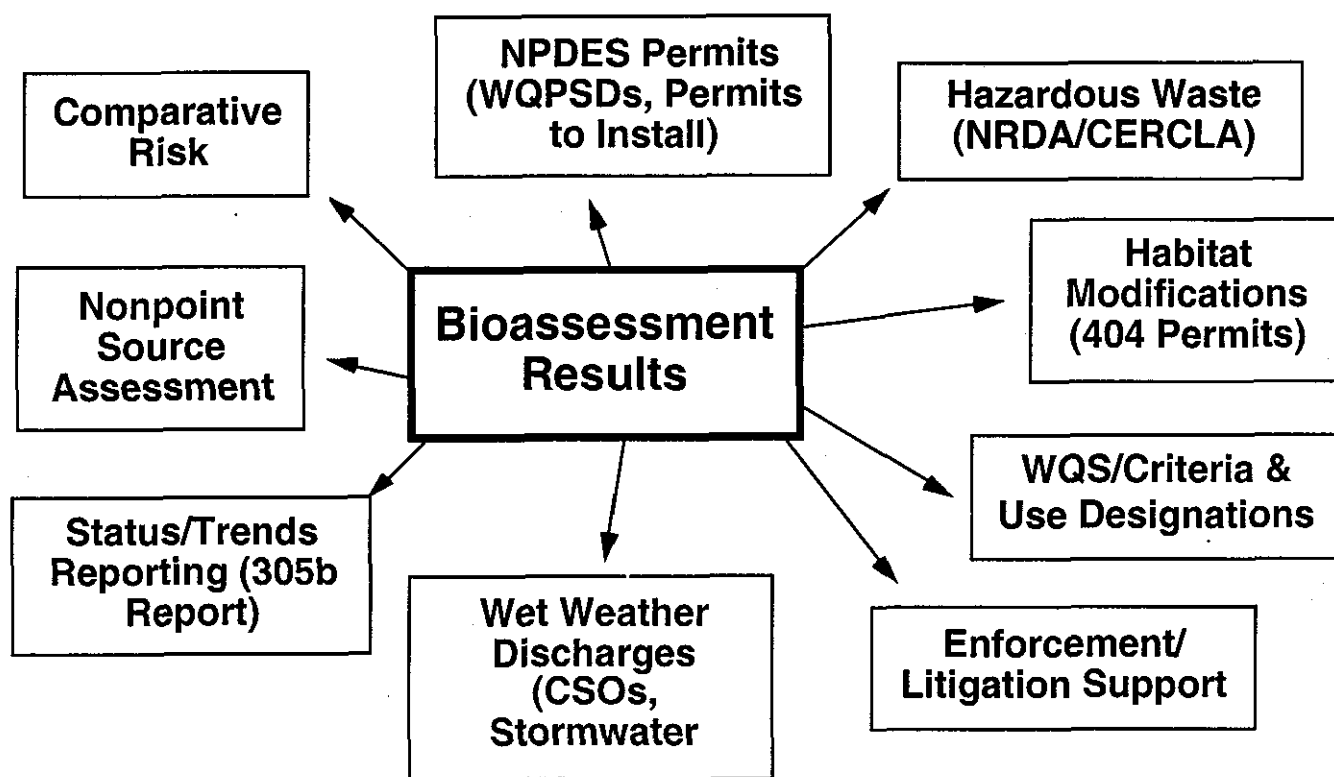 Comparative
Risk
NPDES Permits
(WQPSDs, Permits
to Install)
Hazardous Waste
(NRDA/CERCLA)
Nonpoint
Source
Assessment
Bioassessment
Results
Habitat
Modifications
(404 Permits)
Status/Trends
Reporting (305b
Report)
Wet Weather
Discharges
(CSOs,
Stormwater
WQS/Criteria &
Use Designations
Enforcement/
Litigation Support